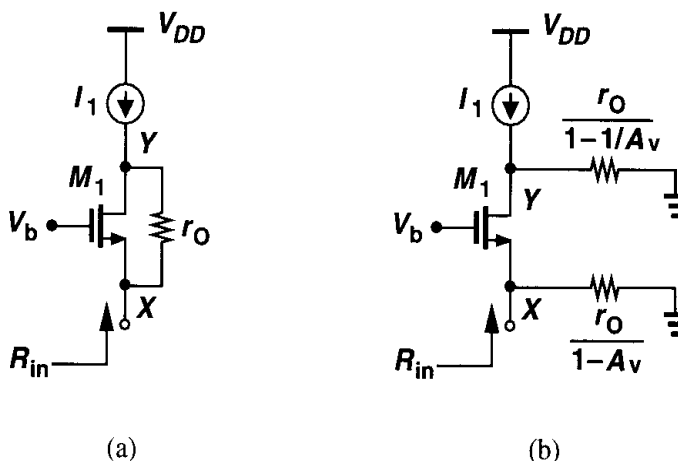 V_DD
I_1
Y
M_1
V_b
r_O
X
R_in
(a)
V_DD
I_1
r_O
1−1/A_v
M_1
Y
V_b
X
r_O
1−A_v
R_in
(b)